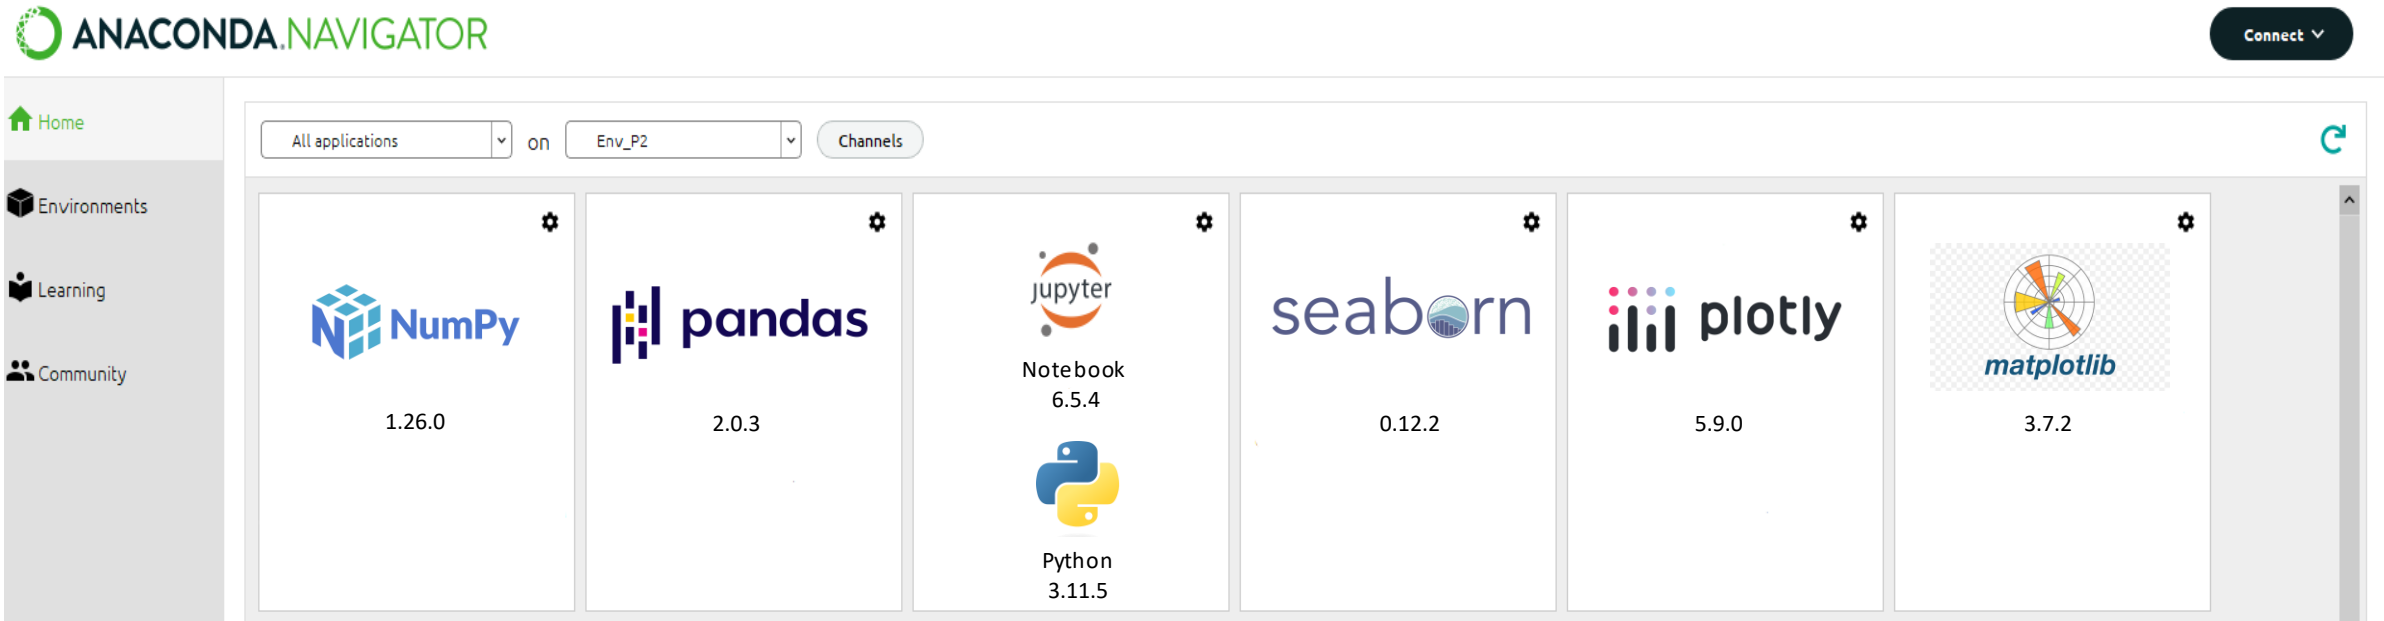 ANACONDA.NAVIGATOR
Connect
Home
Environments
Learning
Community
All applications
on
Env_P2
Channels
NumPy
1.26.0
pandas
2.0.3
jupyter
Notebook
6.5.4
Python
3.11.5
seaborn
0.12.2
plotly
5.9.0
matplotlib
3.7.2